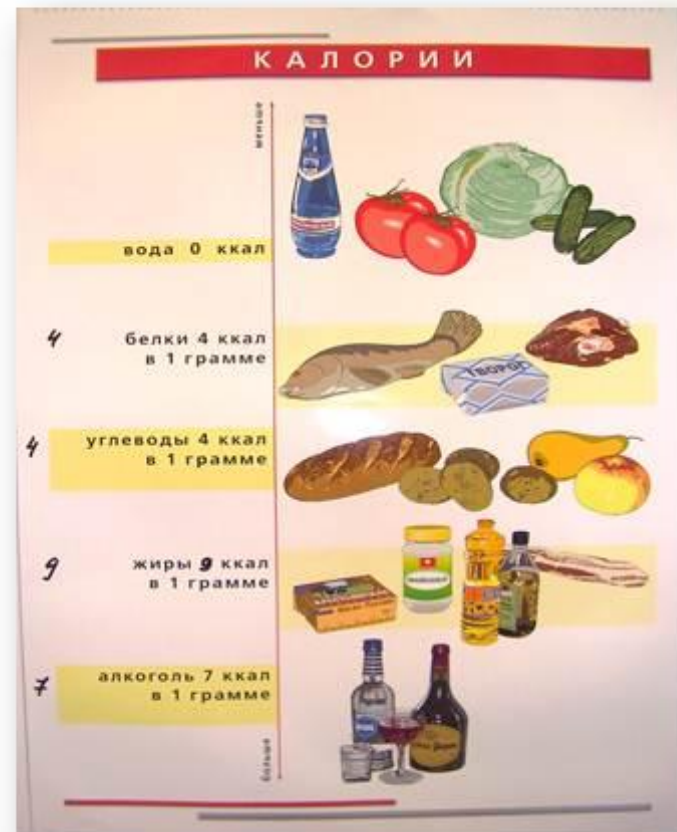 КАЛОРИИ
меньше
вода 0 ккал
4
белки 4 ккал
в 1 грамме
ТВОРОГ
4
углеводы 4 ккал
в 1 грамме
9
жиры 9 ккал
в 1 грамме
7
алкоголь 7 ккал
в 1 грамме
больше